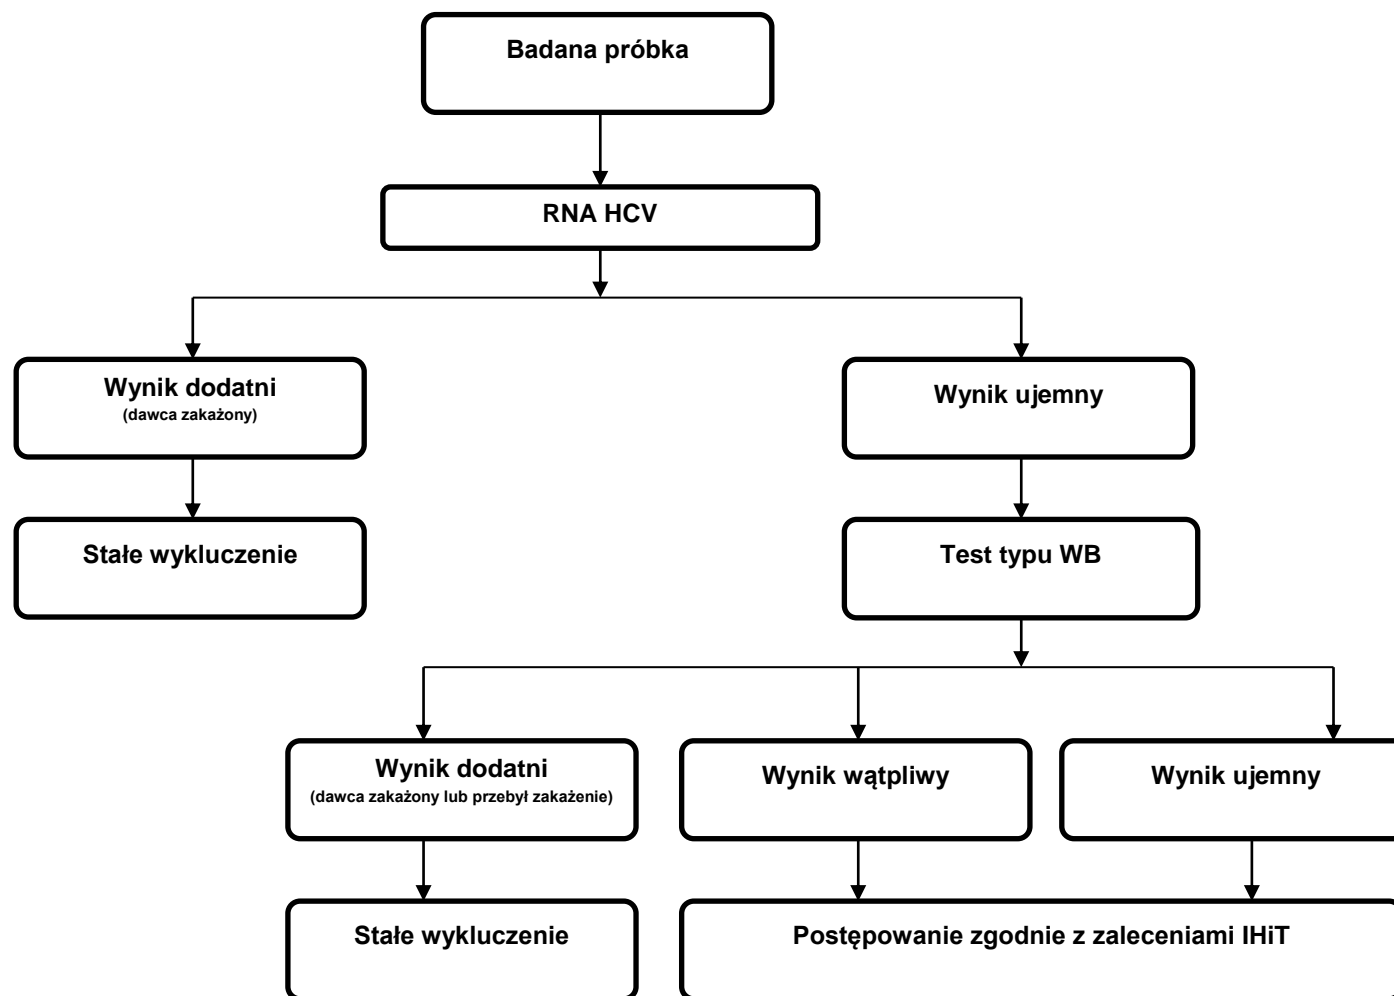 Badana próbka
RNA HCV
Wynik dodatni
(dawca zakażony)
Wynik ujemny
Stałe wykluczenie
Test typu WB
Wynik dodatni
(dawca zakażony lub przebył zakażenie)
Wynik wątpliwy
Wynik ujemny
Stałe wykluczenie
Postępowanie zgodnie z zaleceniami IHiT